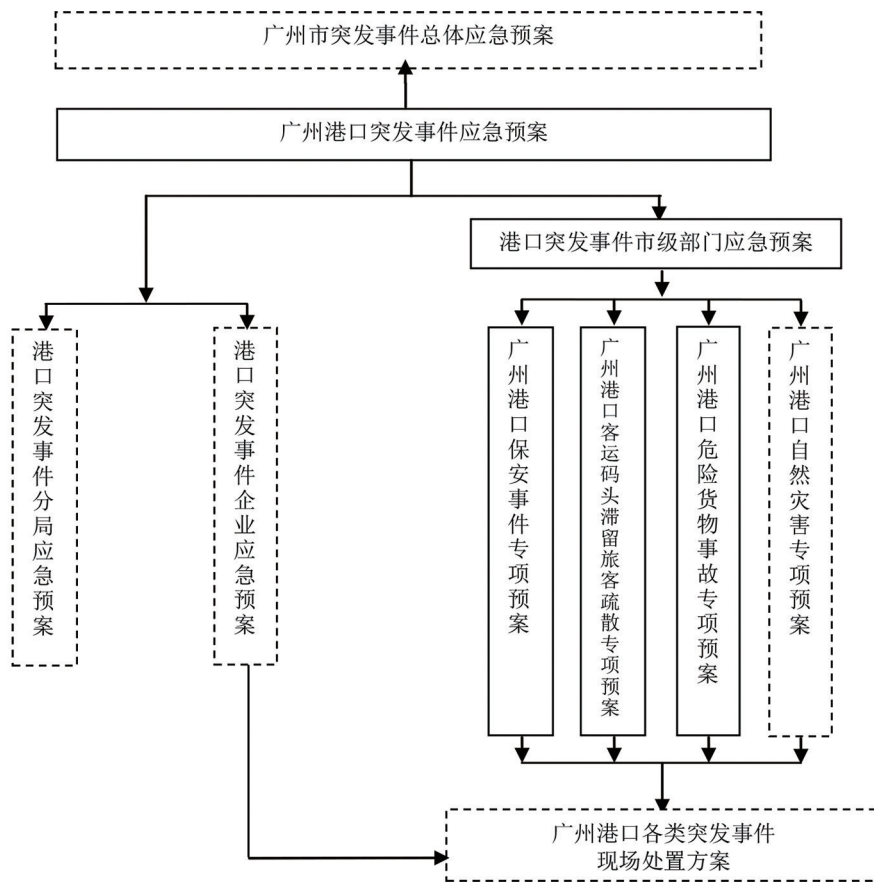 广州市突发事件总体应急预案
广州港口突发事件应急预案
港口突发事件市级部门应急预案
港口突发事件分局应急预案
港口突发事件企业应急预案
广州港口保安事件专项预案
广州港口客运码头滞留旅客疏散专项预案
广州港口危险货物事故专项预案
广州港口自然灾害专项预案
广州港口各类突发事件
现场处置方案